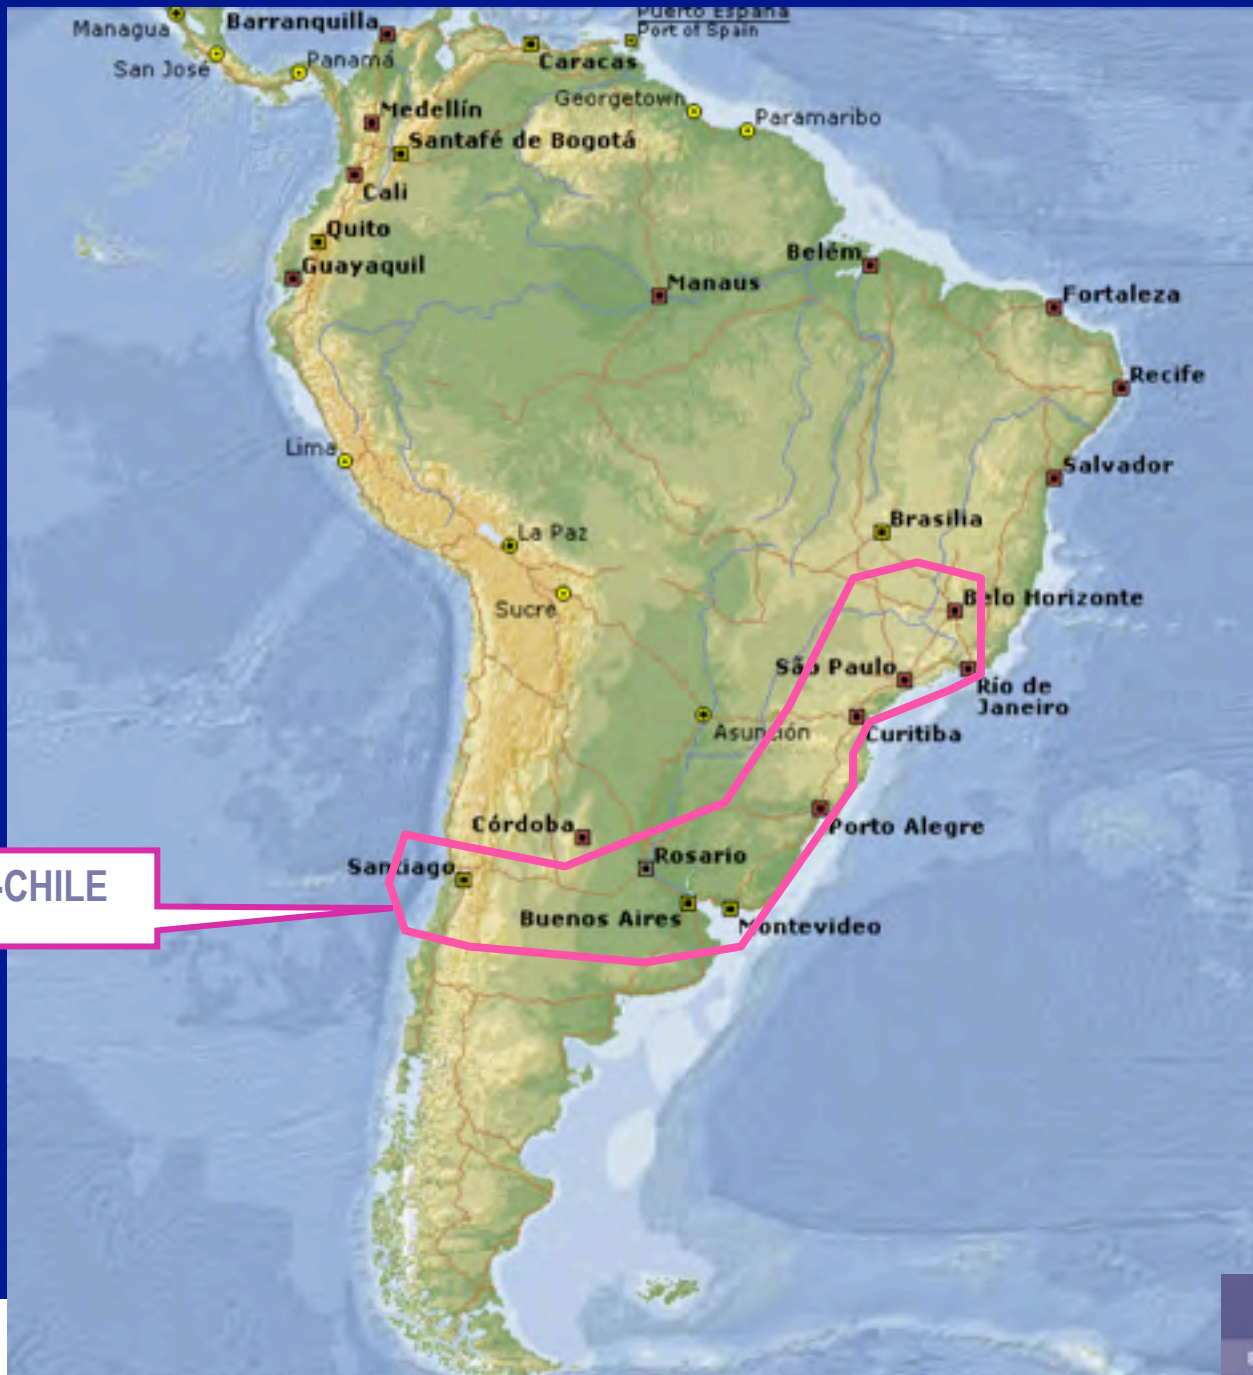 Puerto España
Port of Spain
Managua
Barranquilla
San José
Panamá
Caracas
Georgetown
Paramaribo
Medellín
Santafé de Bogotá
Cali
Quito
Guayaquil
Belém
Manaus
Fortaleza
Recife
Lima
Salvador
Brasilia
La Paz
Sucre
Belo Horizonte
São Paulo
Río de
Janeiro
Asunción
Curitiba
Córdoba
Porto Alegre
Santiago
Rosario
-CHILE
Buenos Aires
Montevideo